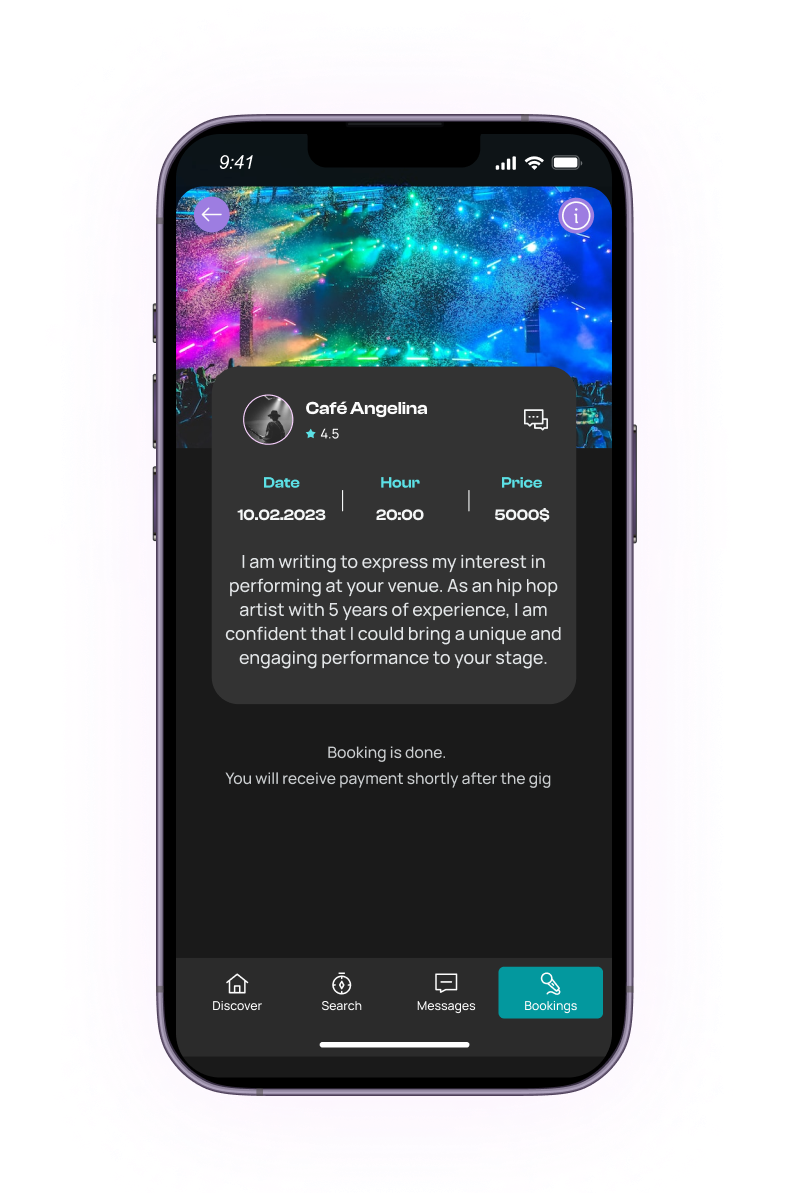 9:41
i
Café Angelina
4.5
Date Hour Price
10.02.2023 20:00 5000$
I am writing to express my interest in
performing at your venue. As an hip hop
artist with 5 years of experience, I am
confident that I could bring a unique and
engaging performance to your stage.
Booking is done.
You will receive payment shortly after the gig
Discover Search Messages Bookings